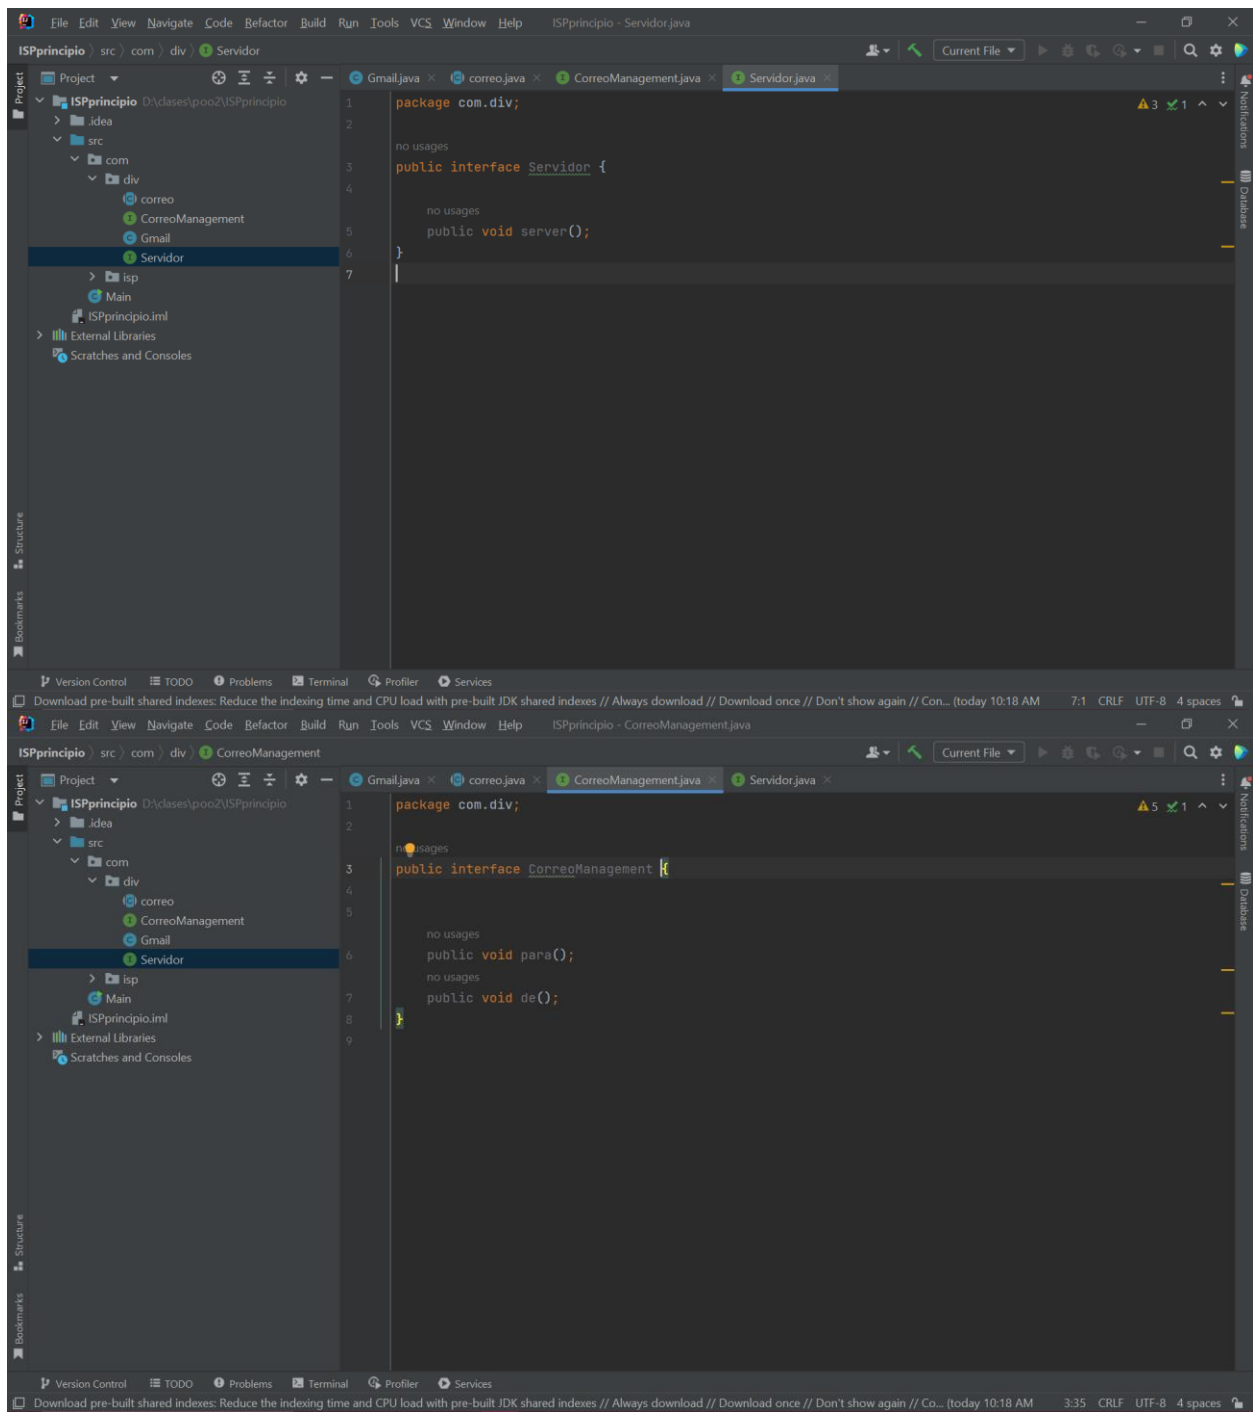 File Edit View Navigate Code Refactor Build Run Tools VCS Window Help ISPprincipio - Servidor.java
ISPprincipio src com div Servidor Current File
Project Gmail.java correo.java CorreoManagement.java Servidor.java
ISPprincipio D:\clases\poo2\ISPprincipio 1 package com.div; 3 1
.idea 2
src no usages
com 3 public interface Servidor {
div 4
correo no usages
CorreoManagement
Gmail 5 public void server();
Servidor 6 }
isp 7
Main
ISPprincipio.iml
External Libraries
Scratches and Consoles
Project
Structure
Bookmarks
Notifications
Database
Version Control TODO Problems Terminal Profiler Services
Download pre-built shared indexes: Reduce the indexing time and CPU load with pre-built JDK shared indexes // Always download // Download once // Don't show again // Con... (today 10:18 AM 7:1 CRLF UTF-8 4 spaces
File Edit View Navigate Code Refactor Build Run Tools VCS Window Help ISPprincipio - CorreoManagement.java
ISPprincipio src com div CorreoManagement Current File
Project Gmail.java correo.java CorreoManagement.java Servidor.java
ISPprincipio D:\clases\poo2\ISPprincipio 1 package com.div; 5 1
.idea 2
src no usages
com 3 public interface CorreoManagement {
div 4
correo 5
CorreoManagement no usages
Gmail
Servidor 6 public void para();
isp no usages
Main 7 public void de();
ISPprincipio.iml 8 }
External Libraries 9
Scratches and Consoles
Project
Structure
Bookmarks
Notifications
Database
Version Control TODO Problems Terminal Profiler Services
Download pre-built shared indexes: Reduce the indexing time and CPU load with pre-built JDK shared indexes // Always download // Download once // Don't show again // Co... (today 10:18 AM 3:35 CRLF UTF-8 4 spaces